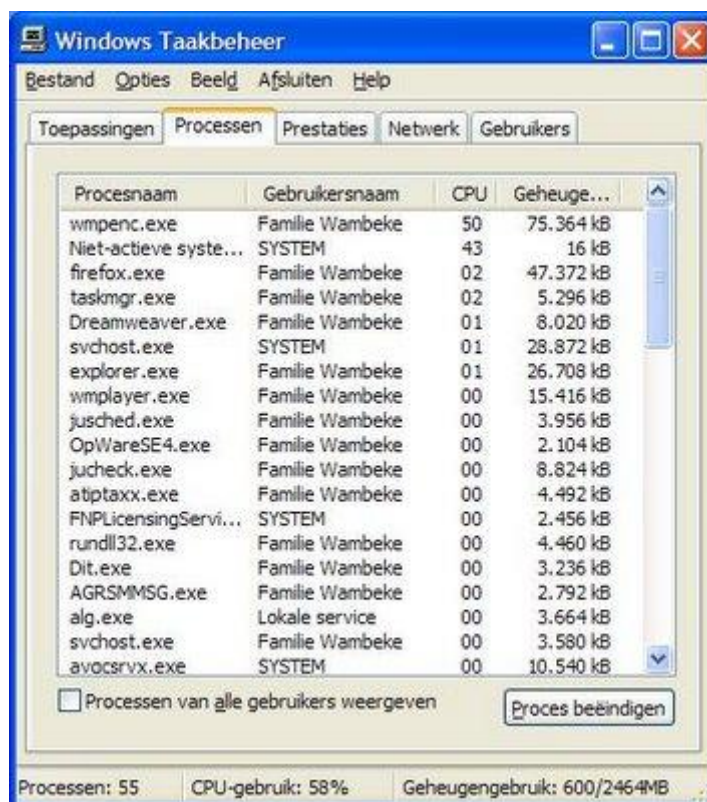 Windows Taakbeheer
Bestand Opties Beeld Afsluiten Help
Toepassingen Processen Prestaties Netwerk Gebruikers
Procesnaam Gebruikersnaam CPU Geheuge...
wmpenc.exe Familie Wambeke 50 75.364 kB
Niet-actieve syste... SYSTEM 43 16 kB
firefox.exe Familie Wambeke 02 47.372 kB
taskmgr.exe Familie Wambeke 02 5.296 kB
Dreamweaver.exe Familie Wambeke 01 8.020 kB
svchost.exe SYSTEM 01 28.872 kB
explorer.exe Familie Wambeke 01 26.708 kB
wmplayer.exe Familie Wambeke 00 15.416 kB
jusched.exe Familie Wambeke 00 3.956 kB
OpWareSE4.exe Familie Wambeke 00 2.104 kB
jucheck.exe Familie Wambeke 00 8.824 kB
atiptaxx.exe Familie Wambeke 00 4.492 kB
FNPLicensingServi... SYSTEM 00 2.456 kB
rundll32.exe Familie Wambeke 00 4.460 kB
Dit.exe Familie Wambeke 00 3.236 kB
AGRSMMSG.exe Familie Wambeke 00 2.792 kB
alg.exe Lokale service 00 3.664 kB
svchost.exe Familie Wambeke 00 3.580 kB
avocsrvx.exe SYSTEM 00 10.540 kB
Processen van alle gebruikers weergeven Proces beëindigen
Processen: 55 CPU-gebruik: 58% Geheugengebruik: 600/2464MB